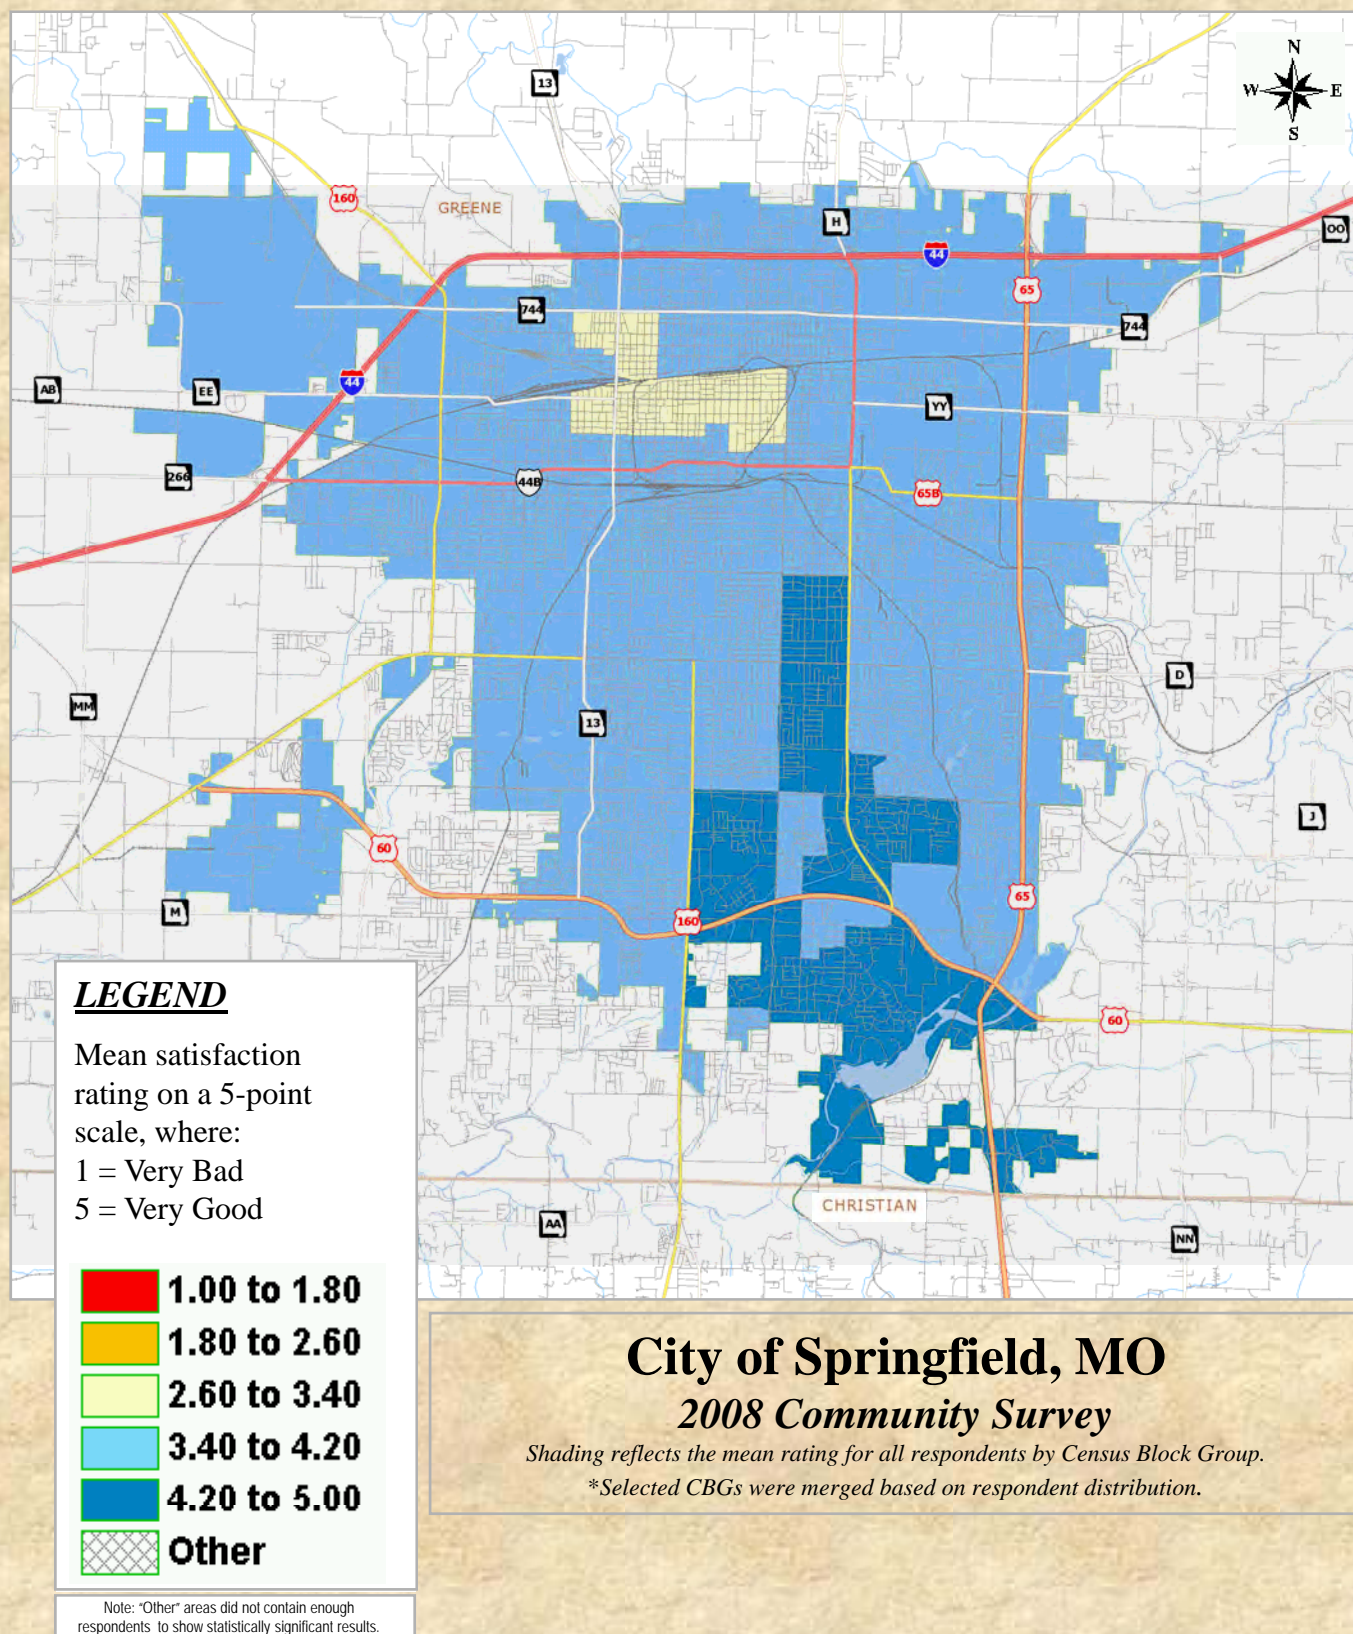 N
W E
S
13
160
GREENE
H
OO
44
65
744
744
44
AB
EE
YY
266
44B
65B
D
MM
13
J
60
65
M
160
60
CHRISTIAN
AA
NN
LEGEND
Mean satisfaction
rating on a 5-point
scale, where:
1 = Very Bad
5 = Very Good
1.00 to 1.80
1.80 to 2.60
2.60 to 3.40
3.40 to 4.20
4.20 to 5.00
Other
Note: “Other” areas did not contain enough
respondents to show statistically significant results.
City of Springfield, MO
2008 Community Survey
Shading reflects the mean rating for all respondents by Census Block Group.
*Selected CBGs were merged based on respondent distribution.